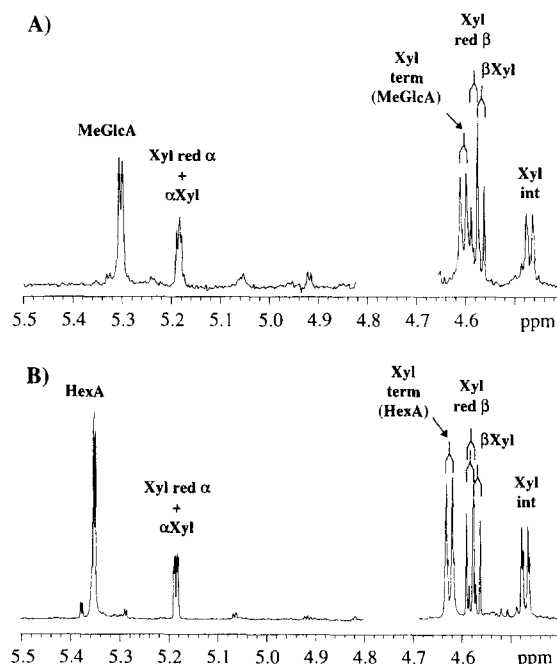 A)
Xyl
red β
Xyl
term
(MeGlcA)
βXyl
MeGlcA
Xyl red α
+
αXyl
Xyl
int
5.5 5.4 5.3 5.2 5.1 5.0 4.9 4.8 4.7 4.6 ppm
B)
HexA
Xyl
term
(HexA)
Xyl
red β
βXyl
Xyl red α
+
αXyl
Xyl
int
5.5 5.4 5.3 5.2 5.1 5.0 4.9 4.8 4.7 4.6 ppm